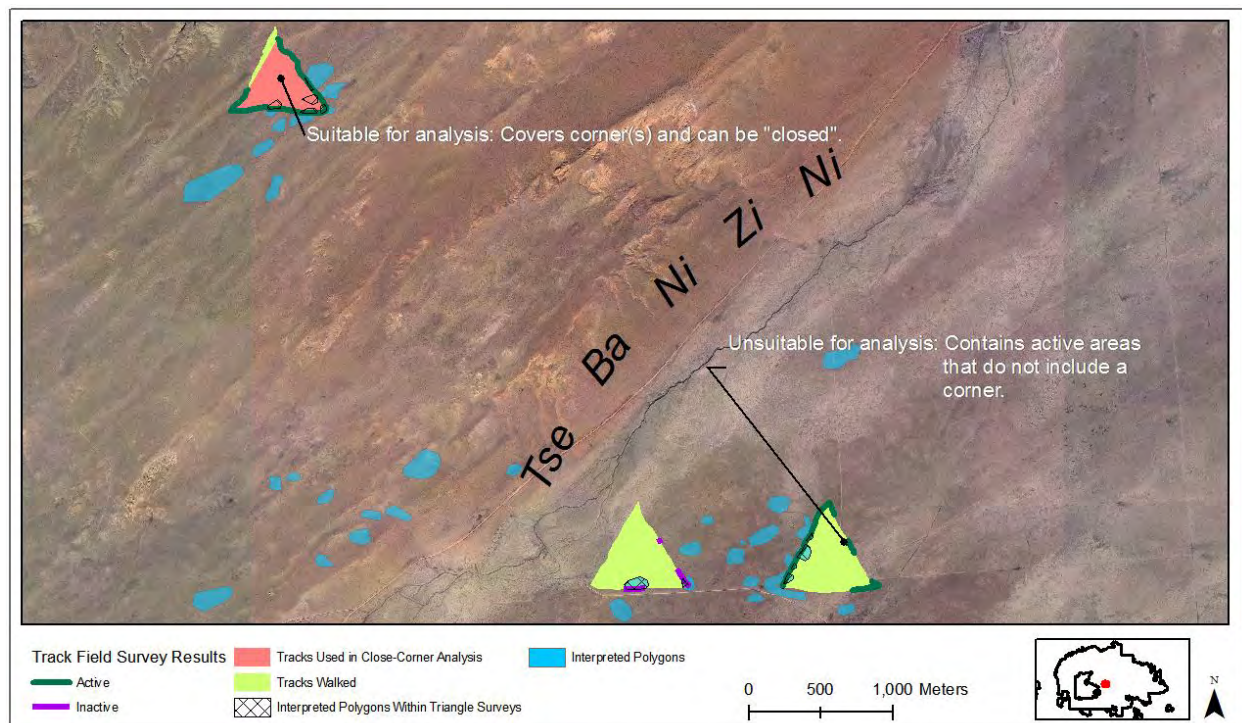 Suitable for analysis: Covers corner(s) and can be "closed".
Tse Ba Ni Zi Ni
Unsuitable for analysis: Contains active areas
that do not include a
corner.
Track Field Survey Results
Active
Inactive
Tracks Used in Close-Corner Analysis
Tracks Walked
Interpreted Polygons Within Triangle Surveys
Interpreted Polygons
0 500 1,000 Meters
N